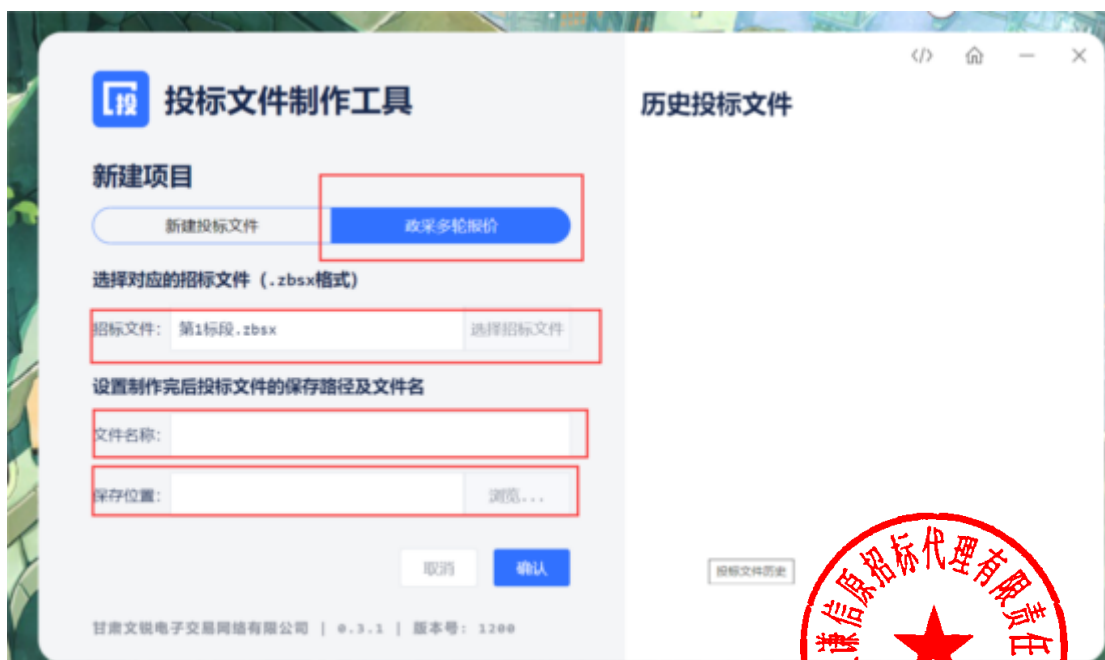 投
投标文件制作工具
新建项目
新建投标文件
政采多轮报价
选择对应的招标文件（.zbsx格式）
招标文件：
第1标段.zbsx
选择招标文件
设置制作完后投标文件的保存路径及文件名
文件名称：
保存位置：
浏览...
取消
确认
甘肃文锐电子交易网络有限公司 | 0.3.1 | 版本号: 1200
</>
历史投标文件
投标文件历史
谦信原招标代理有限责任